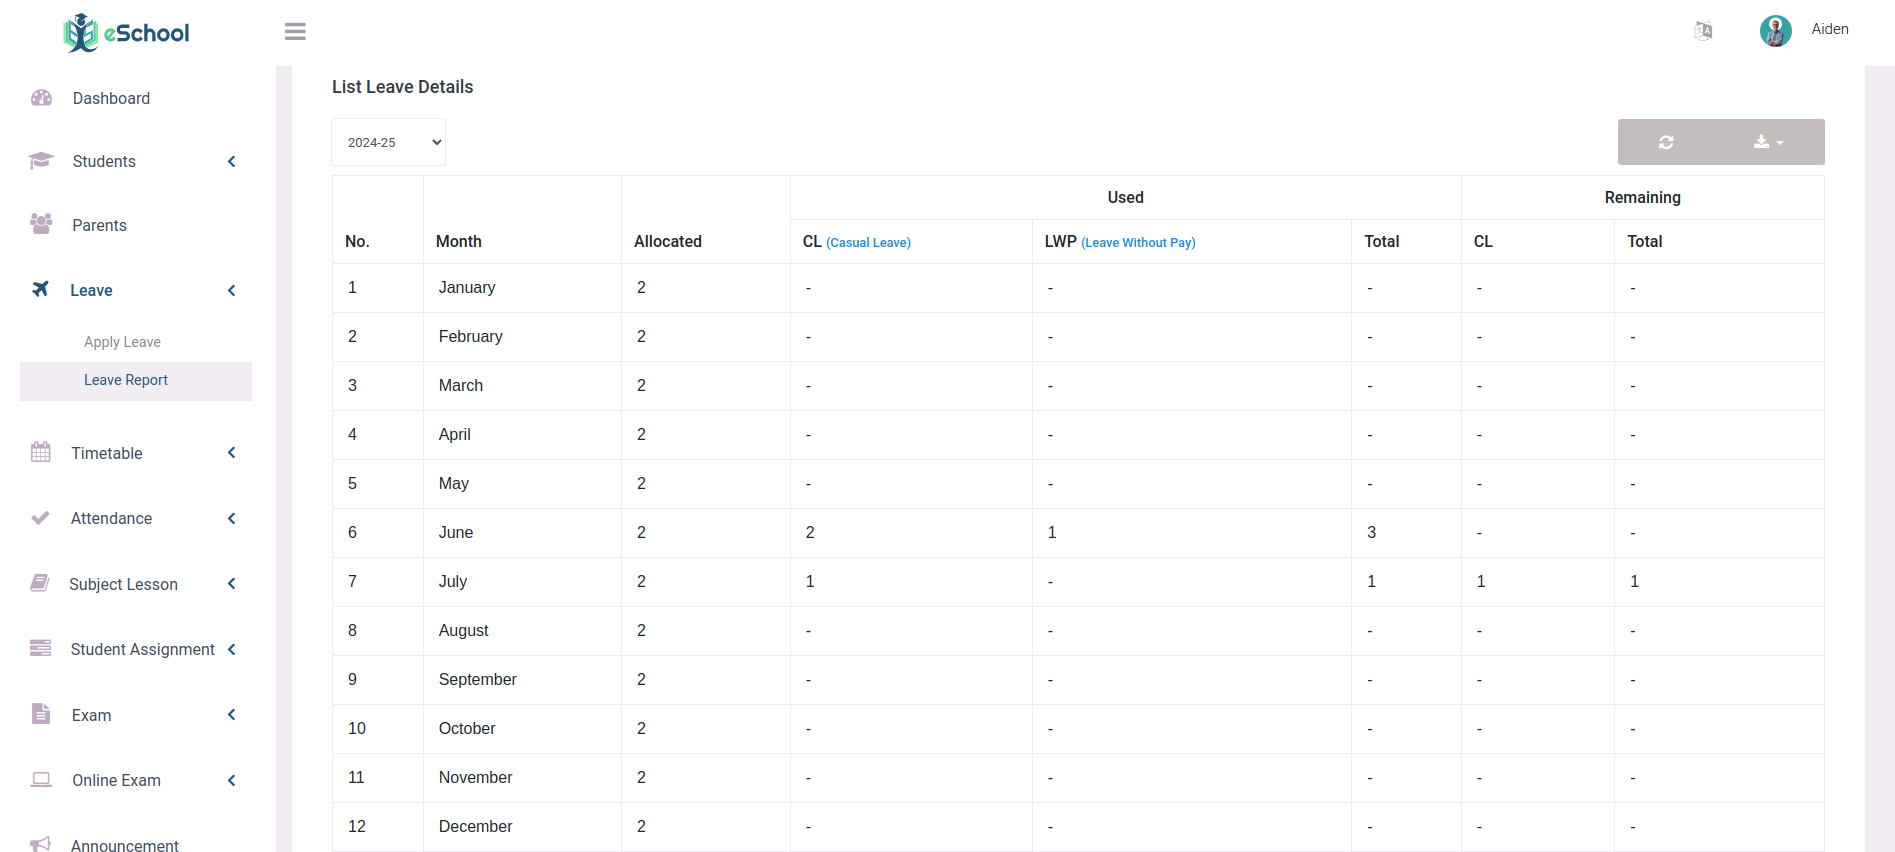 eSchool
Aiden
Dashboard
Students
Parents
Leave
Apply Leave
Leave Report
Timetable
Attendance
Subject Lesson
Student Assignment
Exam
Online Exam
Announcement
List Leave Details
2024-25
Used Remaining
No. Month Allocated CL (Casual Leave) LWP (Leave Without Pay) Total CL Total
1 January 2 - - - - -
2 February 2 - - - - -
3 March 2 - - - - -
4 April 2 - - - - -
5 May 2 - - - - -
6 June 2 2 1 3 - -
7 July 2 1 - 1 1 1
8 August 2 - - - - -
9 September 2 - - - - -
10 October 2 - - - - -
11 November 2 - - - - -
12 December 2 - - - - -